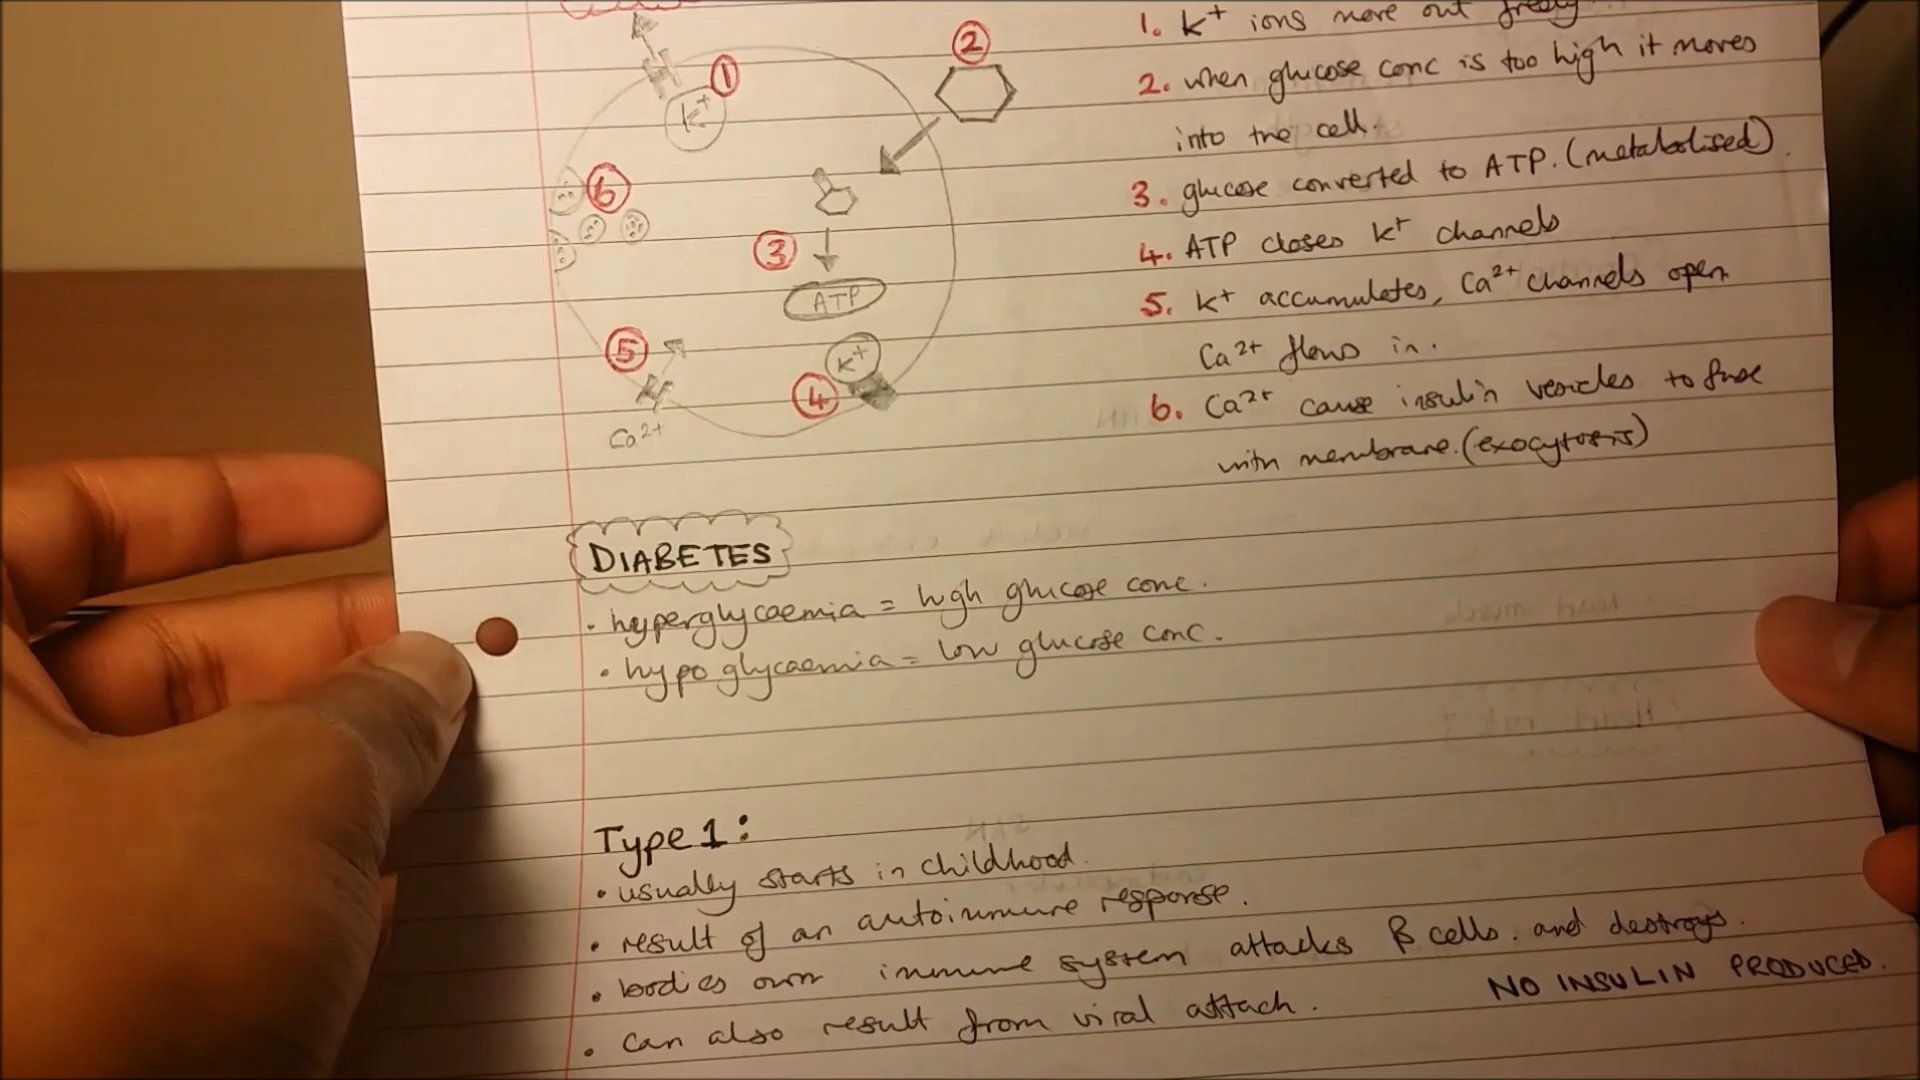 1. K+ ions move out freely.
2. when glucose conc is too high it moves
into the cell.
3. glucose converted to ATP. (metabolised).
4. ATP closes K+ channels
5. K+ accumulates, Ca2+ channels open
Ca2+ flows in.
6. Ca2+ cause insulin vesicles to fuse
with membrane. (exocytosis)
1
K+
2
6
3
ATP
5
K+
4
Ca2+
DIABETES
• hyperglycaemia = high glucose conc.
• hypoglycaemia = low glucose conc.
Type 1:
• usually starts in childhood.
• result of an autoimmune response.
• bodies own immune system attacks β cells. and destroys.
NO INSULIN PRODUCED.
• can also result from viral attach.